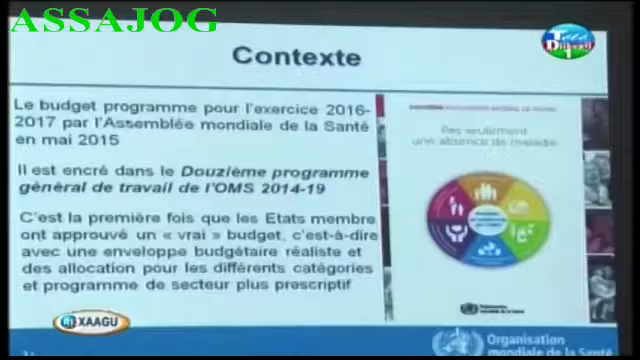 ASSAJOG
Contexte
Le budget programme pour l'exercice 2016-
2017 par l'Assemblée mondiale de la Santé
en mai 2015
Il est encré dans le Douzième programme
général de travail de l'OMS 2014-19
C'est la première fois que les Etats membre
ont approuvé un « vrai » budget, c'est-à-dire
avec une enveloppe budgétaire réaliste et
des allocation pour les différents catégories
et programme de secteur plus prescriptif
Pas seulement
une absence de maladie
XAAGU
Organisation
mondiale de la Santé